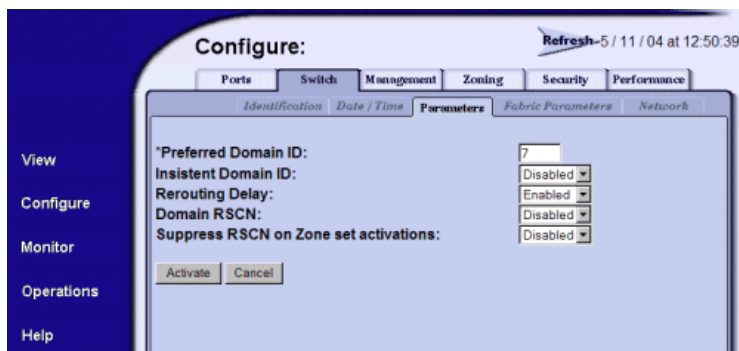 Configure:
Refresh-5 / 11 / 04 at 12:50:39
Ports Switch Management Zoning Security Performance
Identification Date / Time Parameters Fabric Parameters Network
View
Configure
Monitor
Operations
Help
*Preferred Domain ID: 7
Insistent Domain ID: Disabled
Rerouting Delay: Enabled
Domain RSCN: Disabled
Suppress RSCN on Zone set activations: Disabled
Activate Cancel